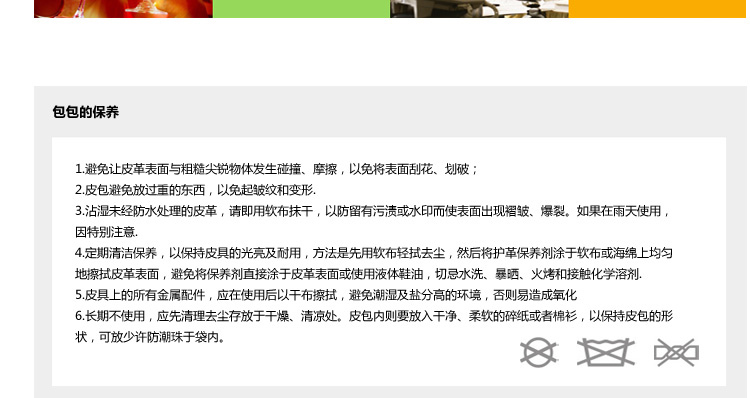 包包的保养
1.避免让皮革表面与粗糙尖锐物体发生碰撞、摩擦，以免将表面刮花、划破；
2.皮包避免放过重的东西，以免起皱纹和变形.
3.沾湿未经防水处理的皮革，请即用软布抹干，以防留有污渍或水印而使表面出现褶皱、爆裂。如果在雨天使用，
因特别注意.
4.定期清洁保养，以保持皮具的光亮及耐用，方法是先用软布轻拭去尘，然后将护革保养剂涂于软布或海绵上均匀
地擦拭皮革表面，避免将保养剂直接涂于皮革表面或使用液体鞋油，切忌水洗、暴晒、火烤和接触化学溶剂.
5.皮具上的所有金属配件，应在使用后以干布擦拭，避免潮湿及盐分高的环境，否则易造成氧化
6.长期不使用，应先清理去尘存放于干燥、清凉处。皮包内则要放入干净、柔软的碎纸或者棉衫，以保持皮包的形
状，可放少许防潮珠于袋内。